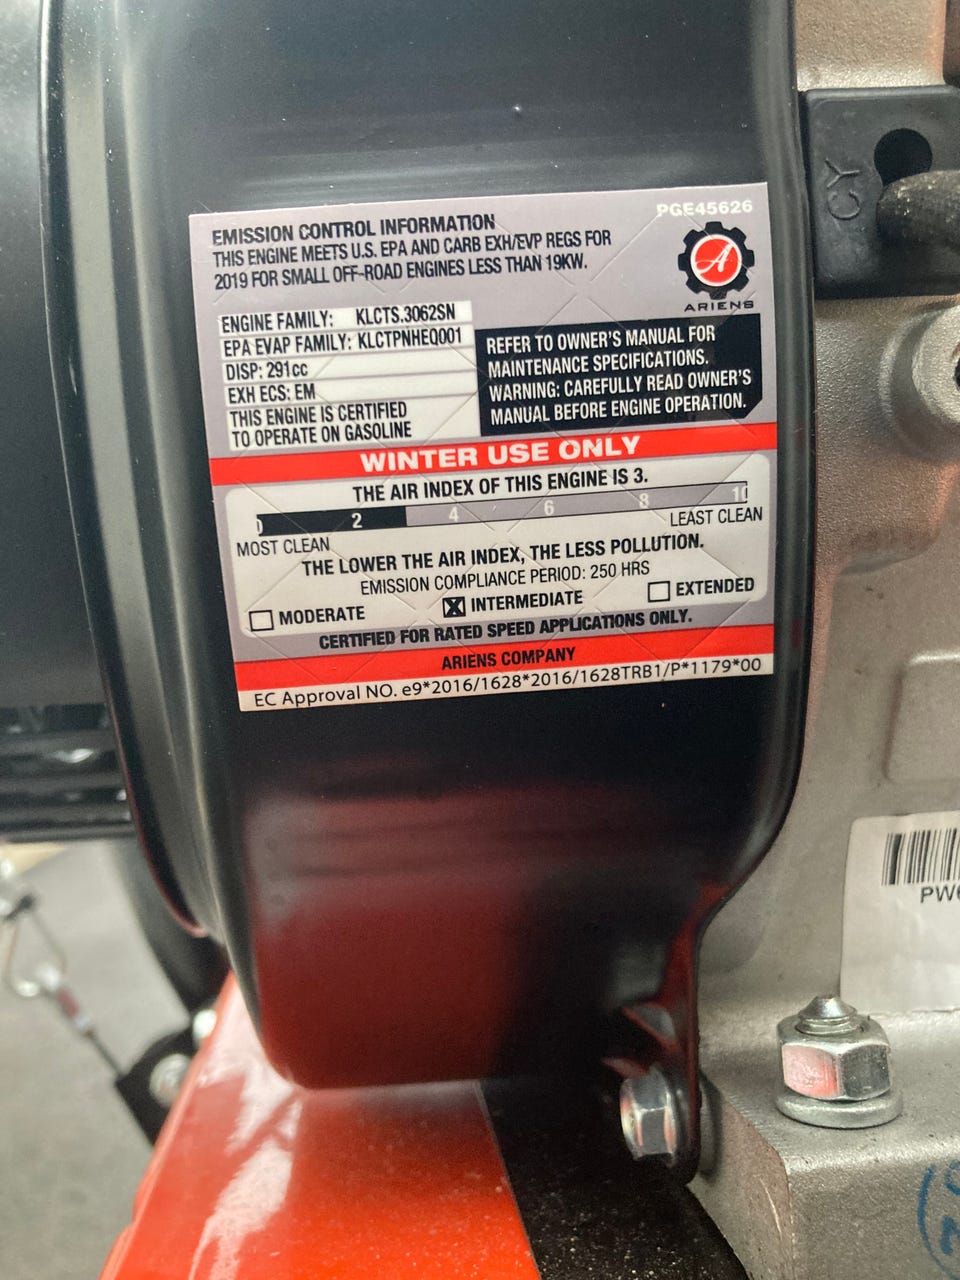 PGE45626
EMISSION CONTROL INFORMATION
THIS ENGINE MEETS U.S. EPA AND CARB EXH/EVP REGS FOR
2019 FOR SMALL OFF-ROAD ENGINES LESS THAN 19KW.
A
ARIENS
ENGINE FAMILY: KLCTS.3062SN
EPA EVAP FAMILY: KLCTPNHEQ001
DISP: 291cc
EXH ECS: EM
THIS ENGINE IS CERTIFIED
TO OPERATE ON GASOLINE
REFER TO OWNER'S MANUAL FOR
MAINTENANCE SPECIFICATIONS.
WARNING: CAREFULLY READ OWNER'S
MANUAL BEFORE ENGINE OPERATION.
WINTER USE ONLY
THE AIR INDEX OF THIS ENGINE IS 3.
0 2 4 6 8 10
MOST CLEAN LEAST CLEAN
THE LOWER THE AIR INDEX, THE LESS POLLUTION.
EMISSION COMPLIANCE PERIOD: 250 HRS
MODERATE X INTERMEDIATE EXTENDED
CERTIFIED FOR RATED SPEED APPLICATIONS ONLY.
ARIENS COMPANY
EC Approval NO. e9*2016/1628*2016/1628TRB1/P*1179*00
CY